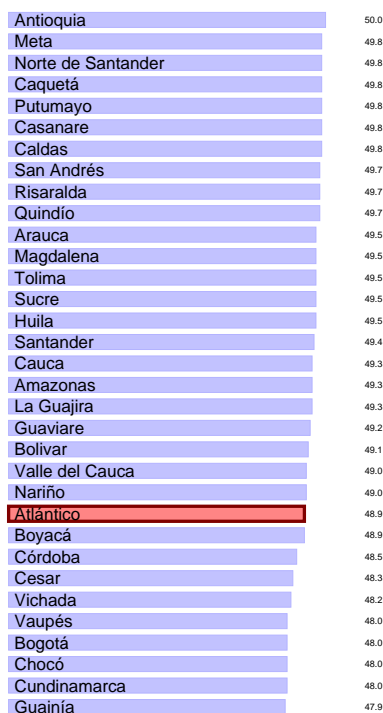 Antioquia 50.0
Meta 49.8
Norte de Santander 49.8
Caquetá 49.8
Putumayo 49.8
Casanare 49.8
Caldas 49.8
San Andrés 49.7
Risaralda 49.7
Quindío 49.7
Arauca 49.5
Magdalena 49.5
Tolima 49.5
Sucre 49.5
Huila 49.5
Santander 49.4
Cauca 49.3
Amazonas 49.3
La Guajira 49.3
Guaviare 49.2
Bolivar 49.1
Valle del Cauca 49.0
Nariño 49.0
Atlántico 48.9
Boyacá 48.9
Córdoba 48.5
Cesar 48.3
Vichada 48.2
Vaupés 48.0
Bogotá 48.0
Chocó 48.0
Cundinamarca 48.0
Guainía 47.9